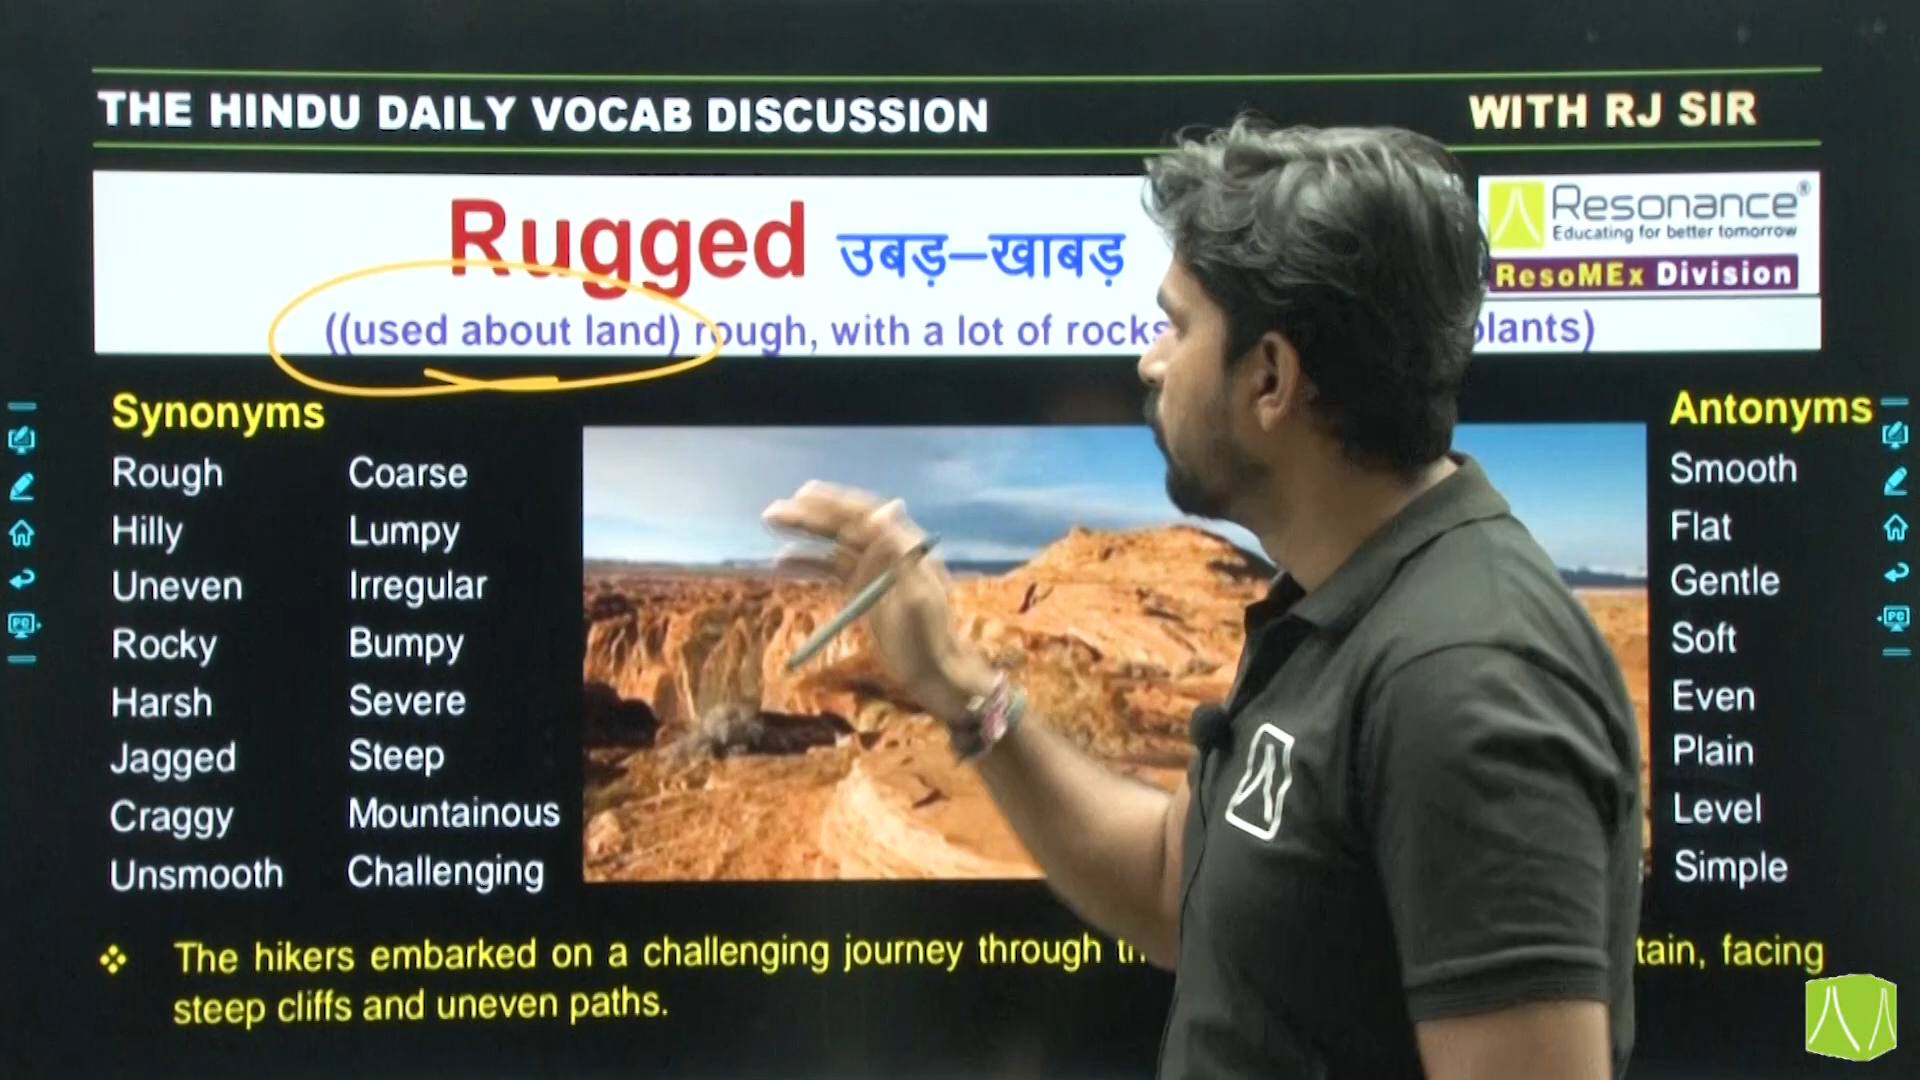 THE HINDU DAILY VOCAB DISCUSSION
WITH RJ SIR
Rugged उबड़–खाबड़
Resonance®
Educating for better tomorrow
ResoMEx Division
((used about land) rough, with a lot of rocks plants)
Synonyms
Antonyms
Rough Coarse
Smooth
Hilly Lumpy
Flat
Uneven Irregular
Gentle
Rocky Bumpy
Soft
Harsh Severe
Even
Jagged Steep
Plain
Craggy Mountainous
Level
Unsmooth Challenging
Simple
❖ The hikers embarked on a challenging journey through facing
steep cliffs and uneven paths.
PC
PC